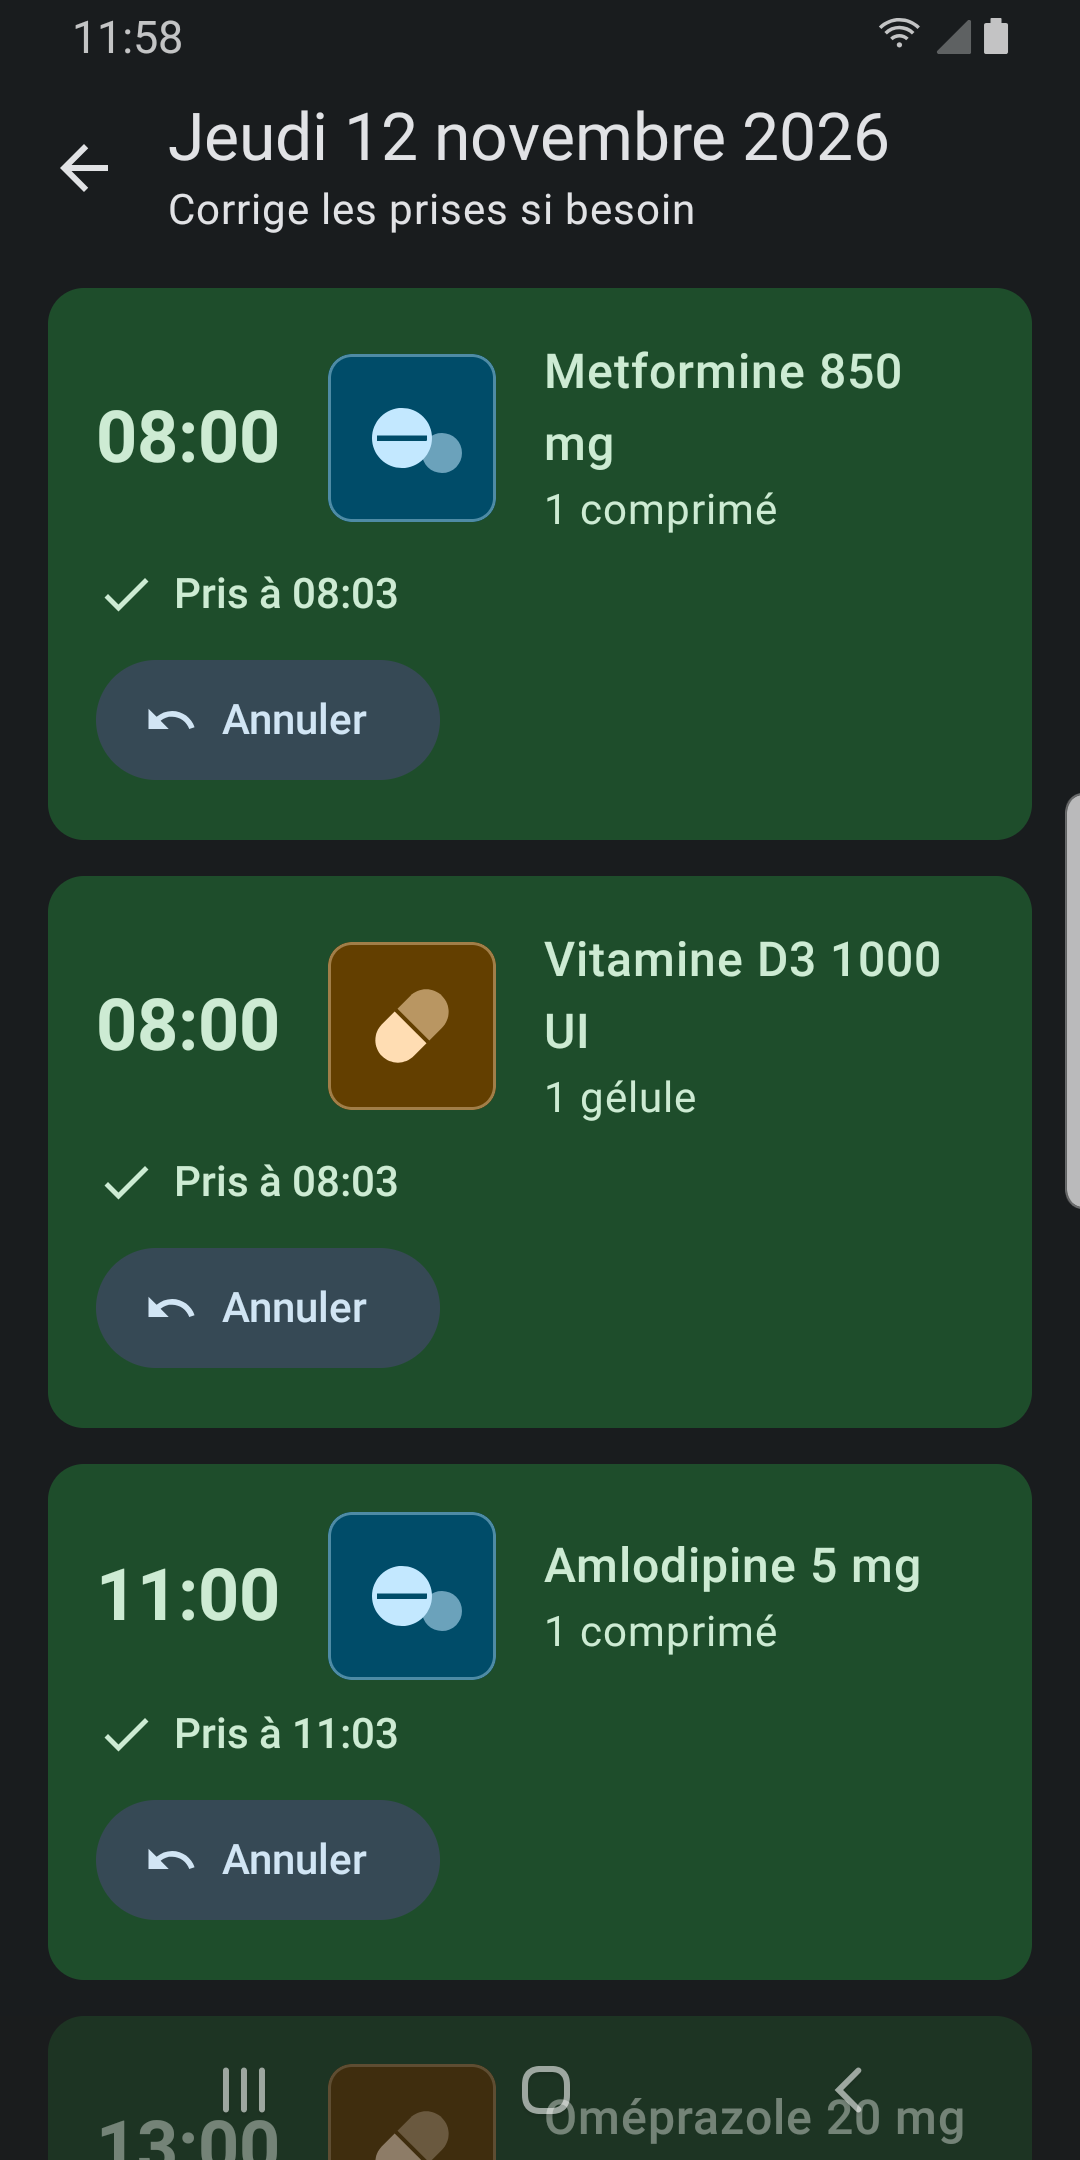 11:58
Jeudi 12 novembre 2026
Corrige les prises si besoin
08:00
Metformine 850
mg
1 comprimé
Pris à 08:03
Annuler
08:00
Vitamine D3 1000
UI
1 gélule
Pris à 08:03
Annuler
11:00
Amlodipine 5 mg
1 comprimé
Pris à 11:03
Annuler
13:00
Oméprazole 20 mg